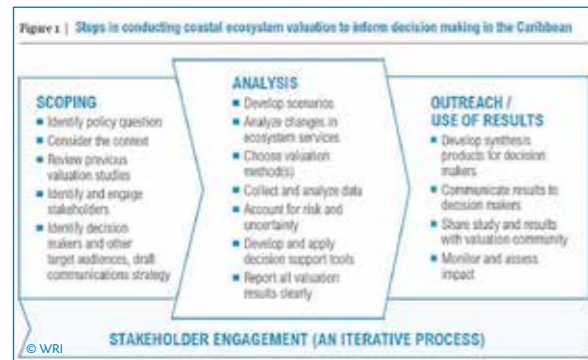 Figure 1 | Steps in conducting coastal ecosystem valuation to inform decision making in the Caribbean
SCOPING
■ Identify policy question
■ Consider the context
■ Review previous
valuation studies
■ Identify and engage
stakeholders
■ Identify decision
makers and other
target audiences, draft
communications strategy
ANALYSIS
■ Develop scenarios
■ Analyze changes in
ecosystem services
■ Choose valuation
method(s)
■ Collect and analyze data
■ Account for risk and
uncertainty
■ Develop and apply
decision support tools
■ Report all valuation
results clearly
OUTREACH /
USE OF RESULTS
■ Develop synthesis
products for decision
makers
■ Communicate results to
decision makers
■ Share study and results
with valuation community
■ Monitor and assess
impact
STAKEHOLDER ENGAGEMENT (AN ITERATIVE PROCESS)
© WRI